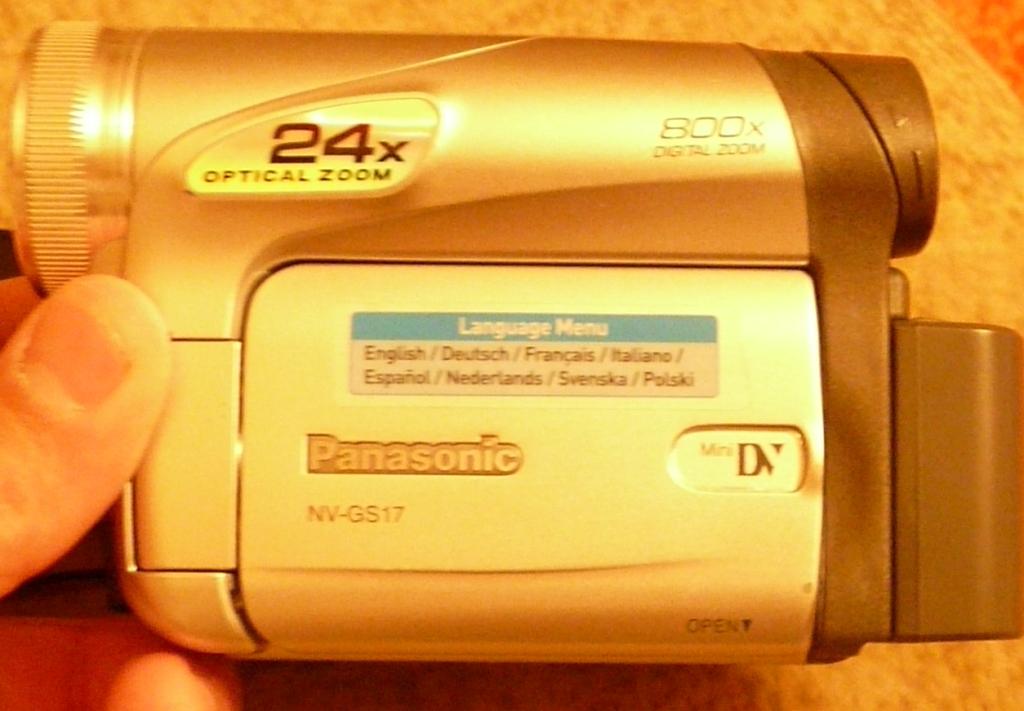 24x
OPTICAL ZOOM
800x
DIGITAL ZOOM
Language Menu
English / Deutsch / Français / Italiano /
Español / Nederlands / Svenska / Polski
Panasonic
Mini DV
NV-GS17
OPEN▼